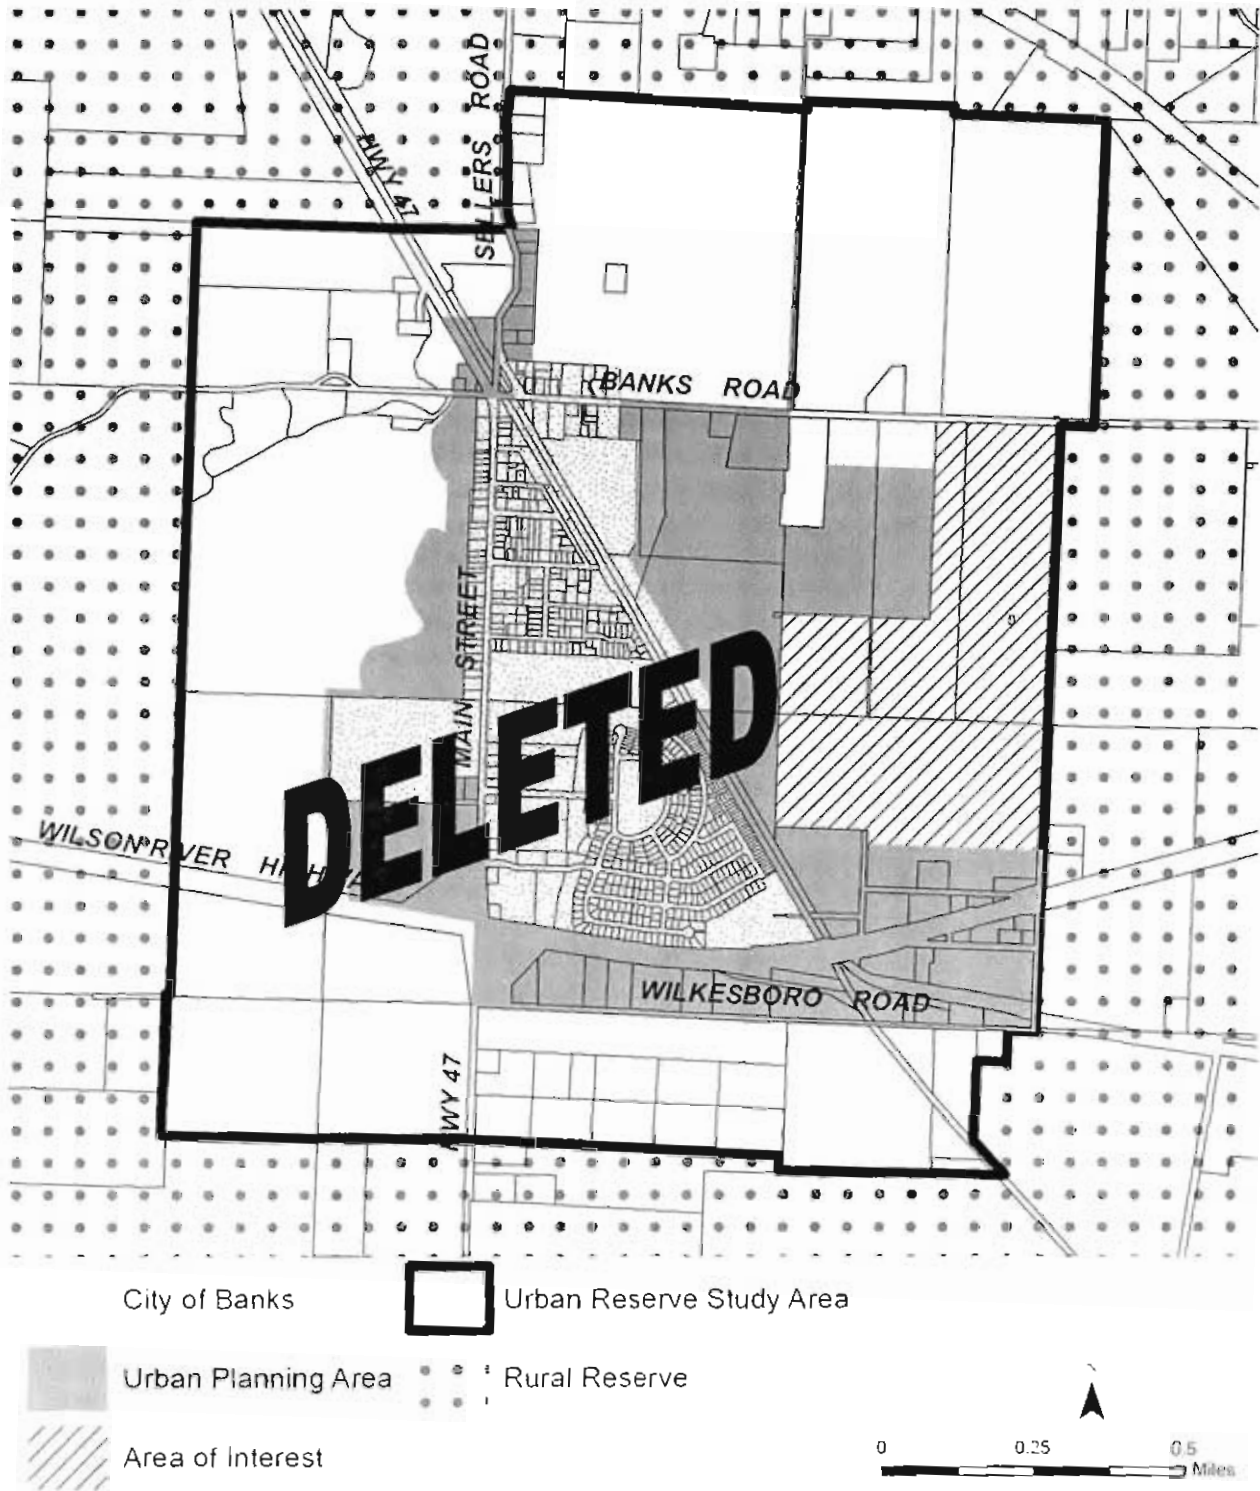 SELLERS ROAD
HWY 47
BANKS ROAD
MAIN STREET
DELETED
WILSON RIVER HIGHWAY
WILKESBORO ROAD
HWY 47
City of Banks
Urban Reserve Study Area
Urban Planning Area
Rural Reserve
Area of Interest
0 0.25 0.5
Miles